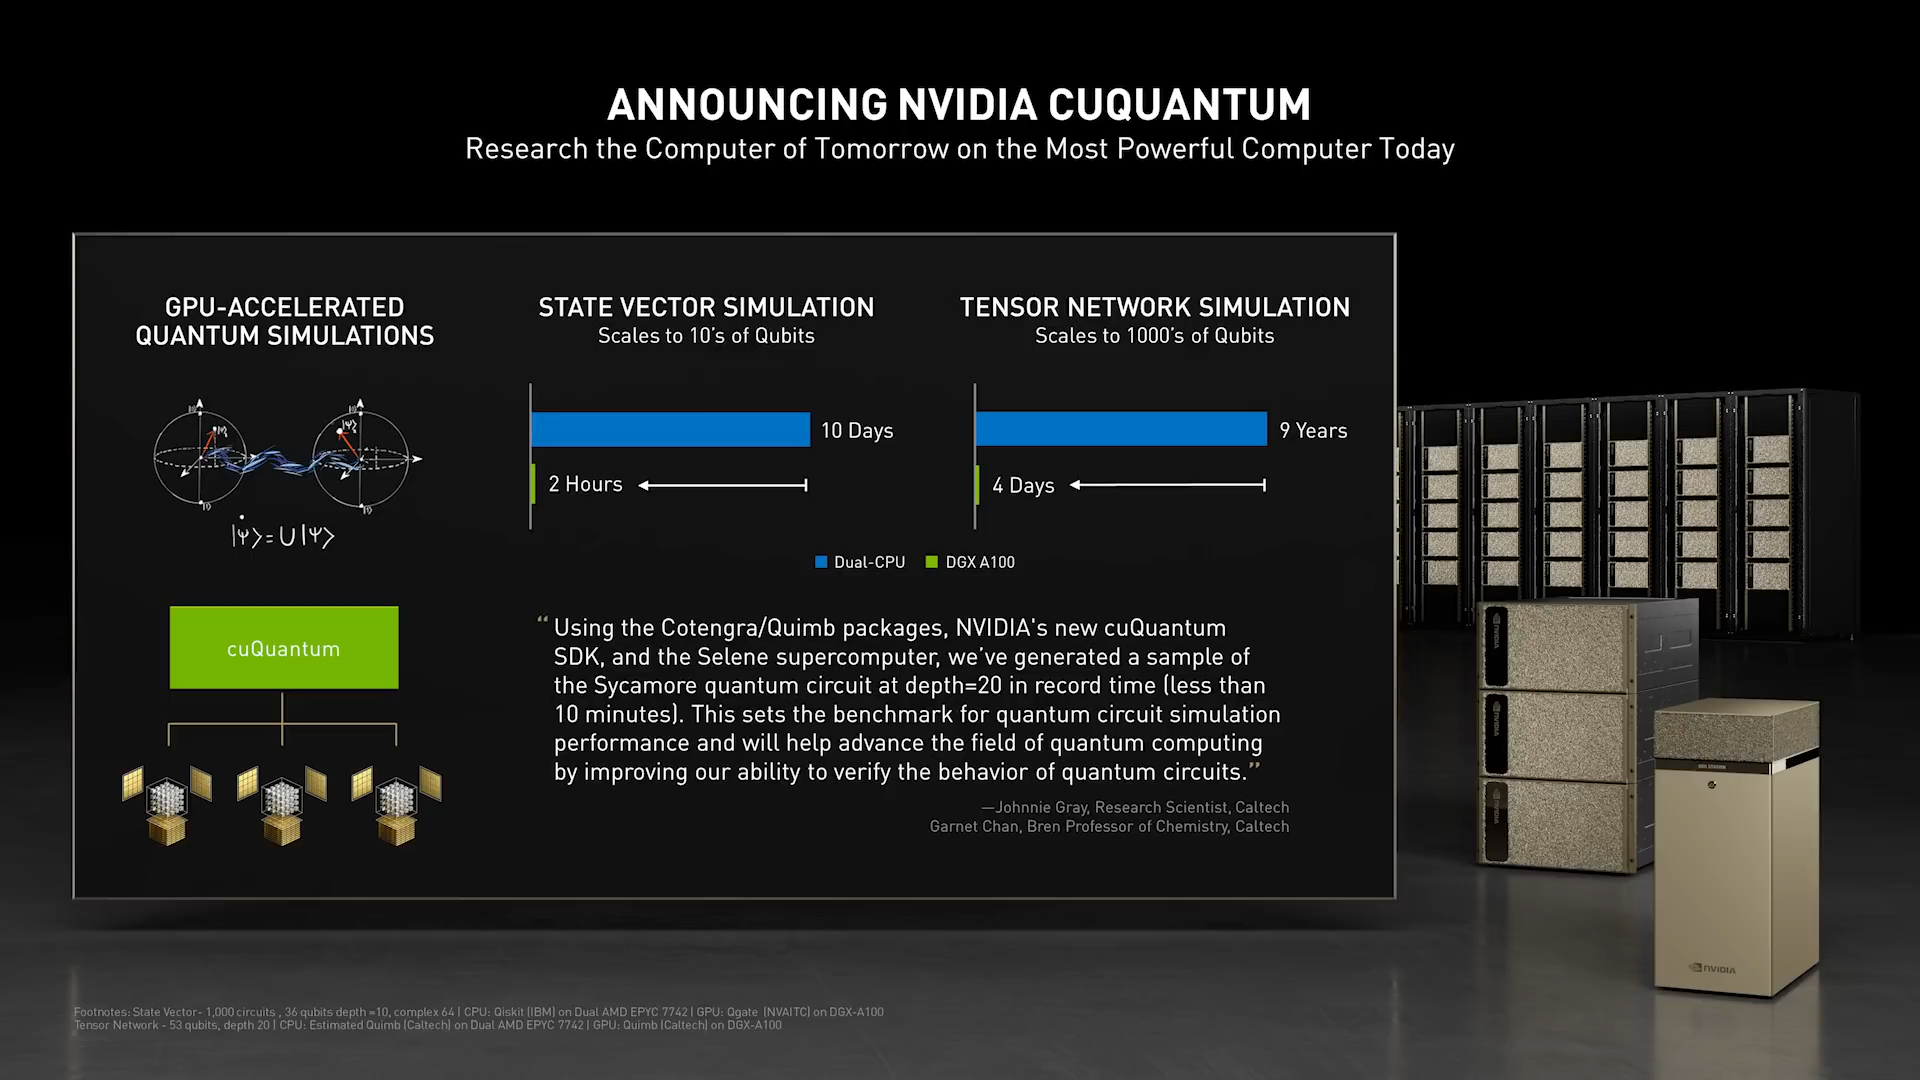 ANNOUNCING NVIDIA CUQUANTUM
Research the Computer of Tomorrow on the Most Powerful Computer Today
GPU-ACCELERATED
QUANTUM SIMULATIONS
|ψ̇⟩=U|ψ⟩
cuQuantum
STATE VECTOR SIMULATION
Scales to 10's of Qubits
10 Days
2 Hours
TENSOR NETWORK SIMULATION
Scales to 1000's of Qubits
9 Years
4 Days
Dual-CPU
DGX A100
“Using the Cotengra/Quimb packages, NVIDIA's new cuQuantum
SDK, and the Selene supercomputer, we’ve generated a sample of
the Sycamore quantum circuit at depth=20 in record time (less than
10 minutes). This sets the benchmark for quantum circuit simulation
performance and will help advance the field of quantum computing
by improving our ability to verify the behavior of quantum circuits.”
—Johnnie Gray, Research Scientist, Caltech
Garnet Chan, Bren Professor of Chemistry, Caltech
NVIDIA
Footnotes: State Vector- 1,000 circuits , 36 qubits depth =10, complex 64 | CPU: Qiskit (IBM) on Dual AMD EPYC 7742 | GPU: Qgate (NVAITC) on DGX-A100
Tensor Network - 53 qubits, depth 20 | CPU: Estimated Quimb (Caltech) on Dual AMD EPYC 7742 | GPU: Quimb (Caltech) on DGX-A100